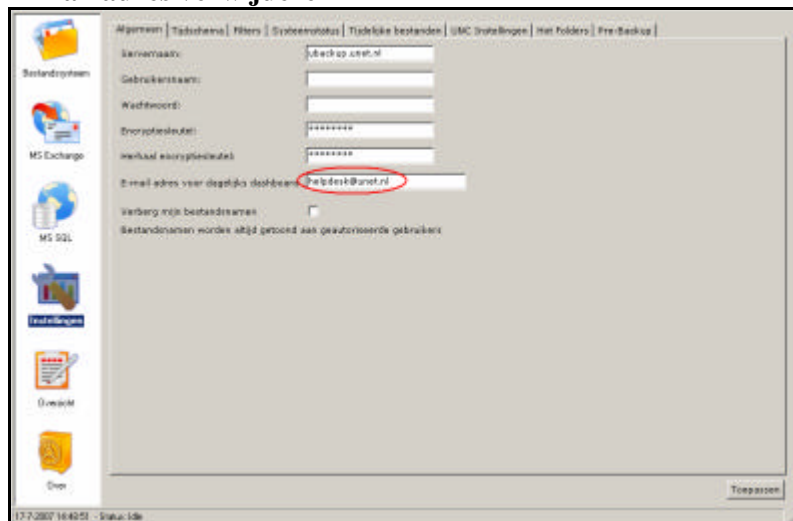 Algemeen Tijdschema Filters Systeemstatus Tijdelijke bestanden UMC Instellingen Hot Folders Pre-Backup
Servernaam: ubackup.unet.nl
Gebruikersnaam:
Wachtwoord:
Encryptiesleutel: ********
Herhaal encryptiesleutel: ********
E-mail adres voor dagelijks dashboard helpdesk@unet.nl
Verberg mijn bestandsnamen
Bestandsnamen worden altijd getoond aan geautoriseerde gebruikers
Bestandsysteem
MS Exchange
MS SQL
Instellingen
Overzicht
Over
Toepassen
17-7-2007 14:48:51 - Status: Idle